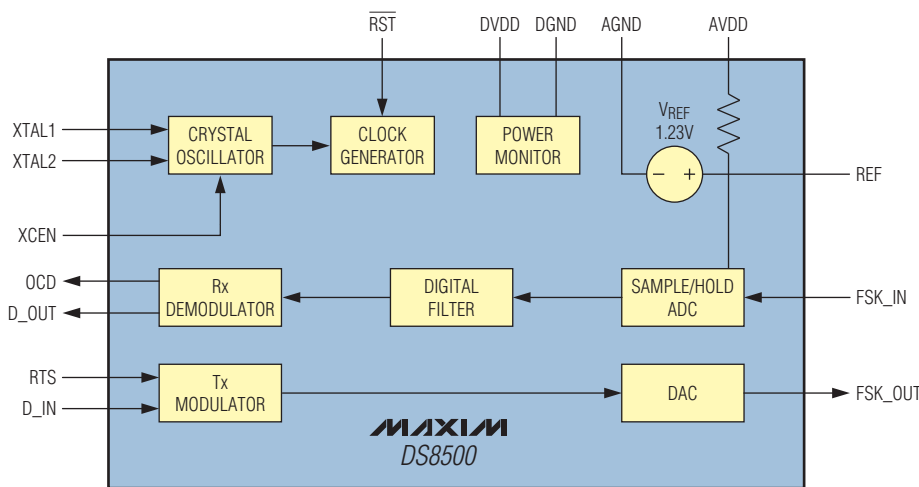 RST
DVDD
DGND
AGND
AVDD
XTAL1
XTAL2
XCEN
CRYSTAL
OSCILLATOR
CLOCK
GENERATOR
POWER
MONITOR
VREF
1.23V
- +
REF
OCD
D_OUT
Rx
DEMODULATOR
DIGITAL
FILTER
SAMPLE/HOLD
ADC
FSK_IN
RTS
D_IN
Tx
MODULATOR
DAC
FSK_OUT
MAXIM
DS8500